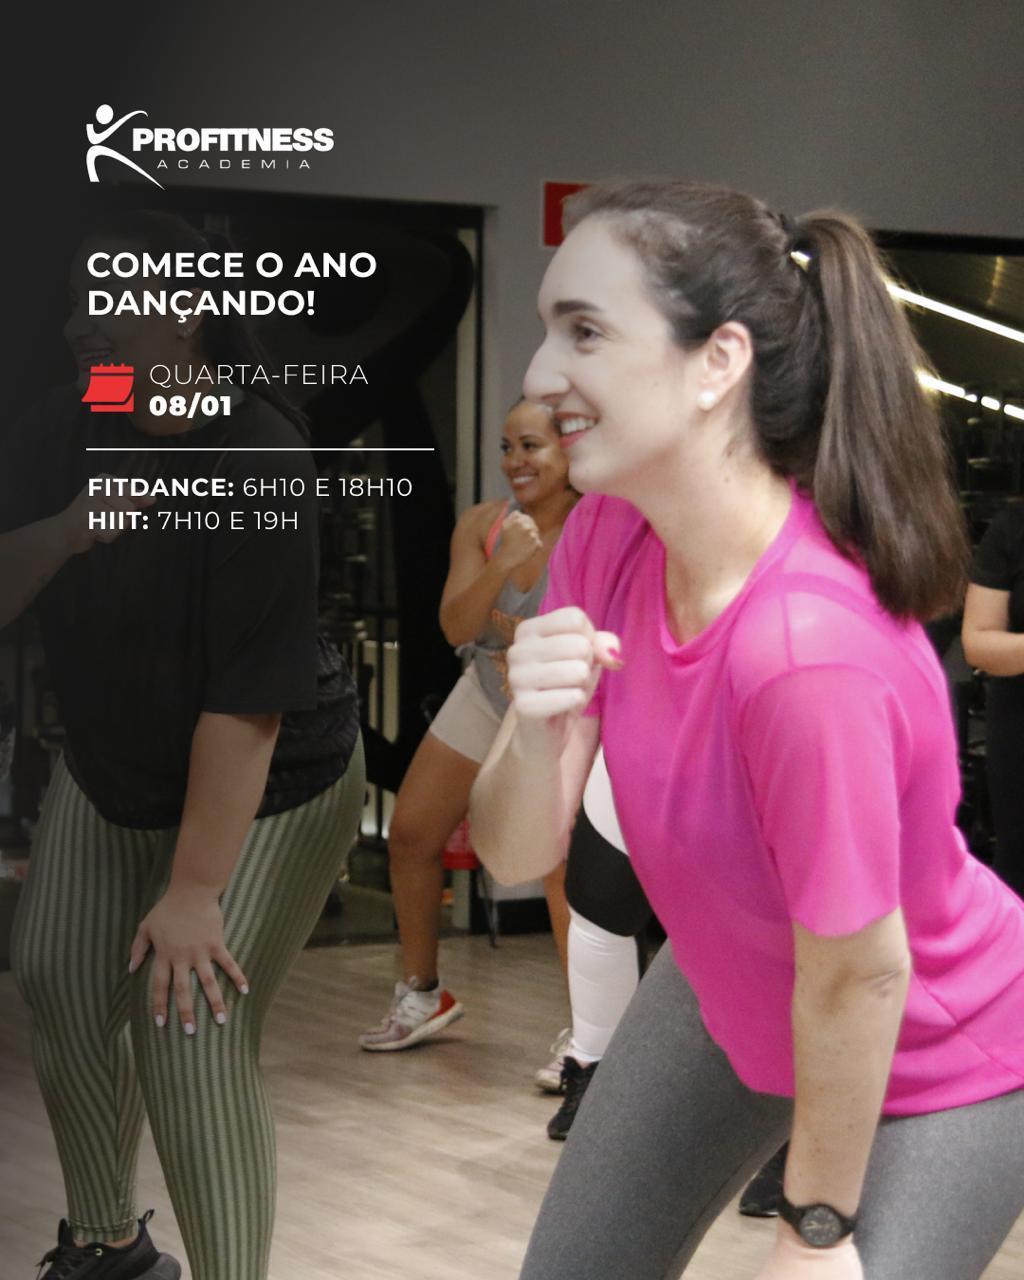 PROFITNESS
ACADEMIA
COMECE O ANO
DANÇANDO!
QUARTA-FEIRA
08/01
FITDANCE: 6H10 E 18H10
HIIT: 7H10 E 19H